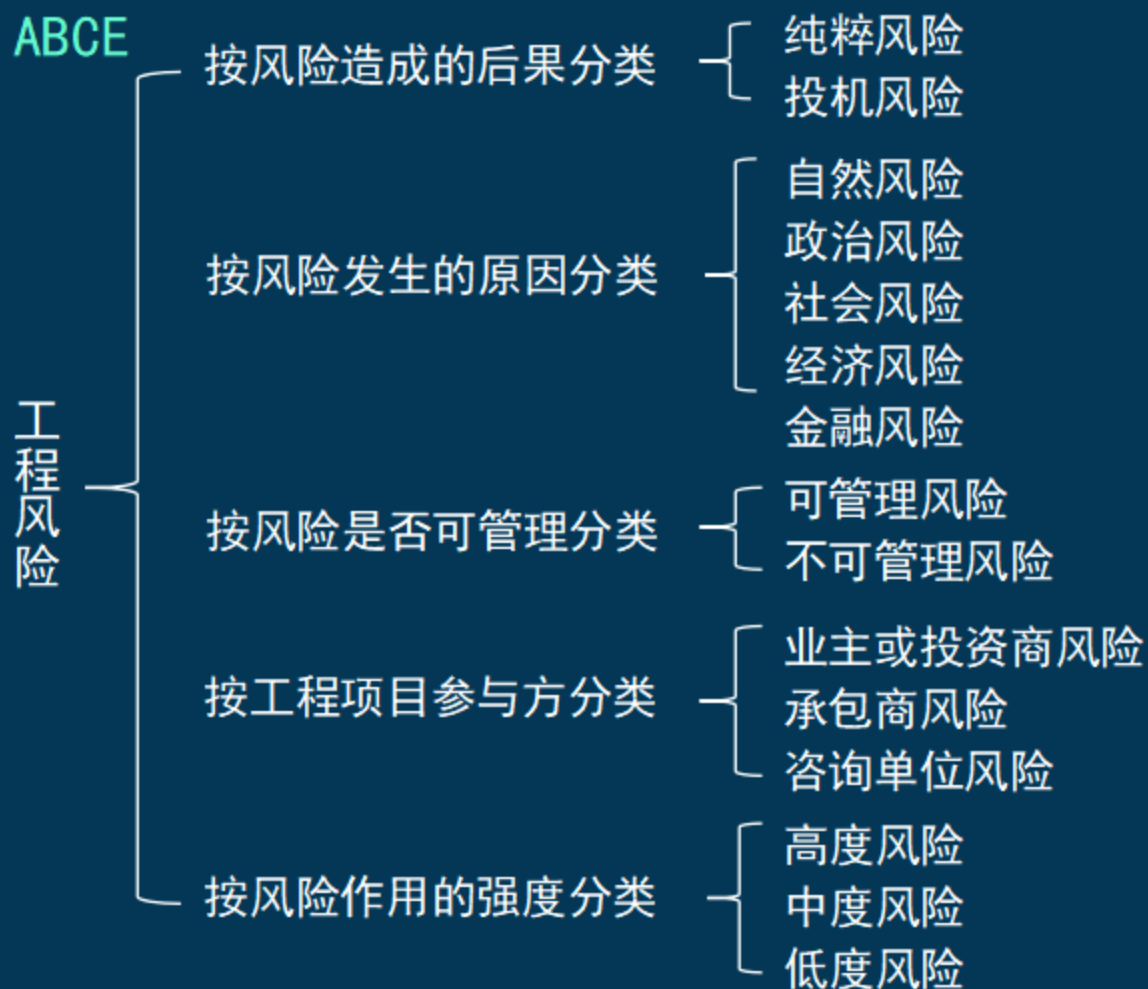 ABCE
工程风险
按风险造成的后果分类
纯粹风险
投机风险
按风险发生的原因分类
自然风险
政治风险
社会风险
经济风险
金融风险
按风险是否可管理分类
可管理风险
不可管理风险
按工程项目参与方分类
业主或投资商风险
承包商风险
咨询单位风险
按风险作用的强度分类
高度风险
中度风险
低度风险